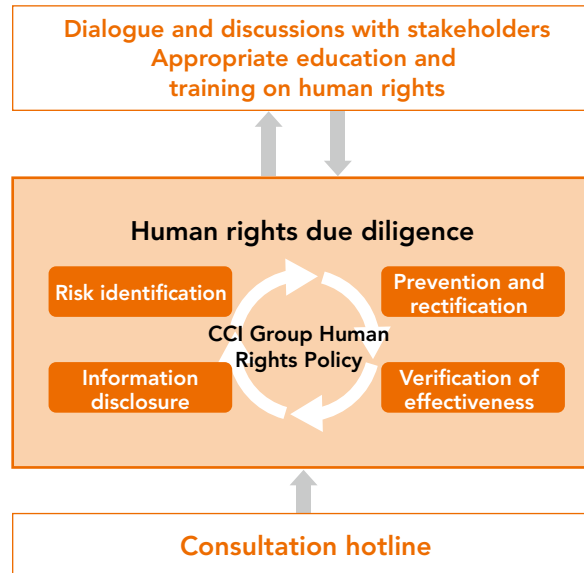 Dialogue and discussions with stakeholders
Appropriate education and
training on human rights
Human rights due diligence
Risk identification
Prevention and
rectification
CCI Group Human
Rights Policy
Information
disclosure
Verification of
effectiveness
Consultation hotline